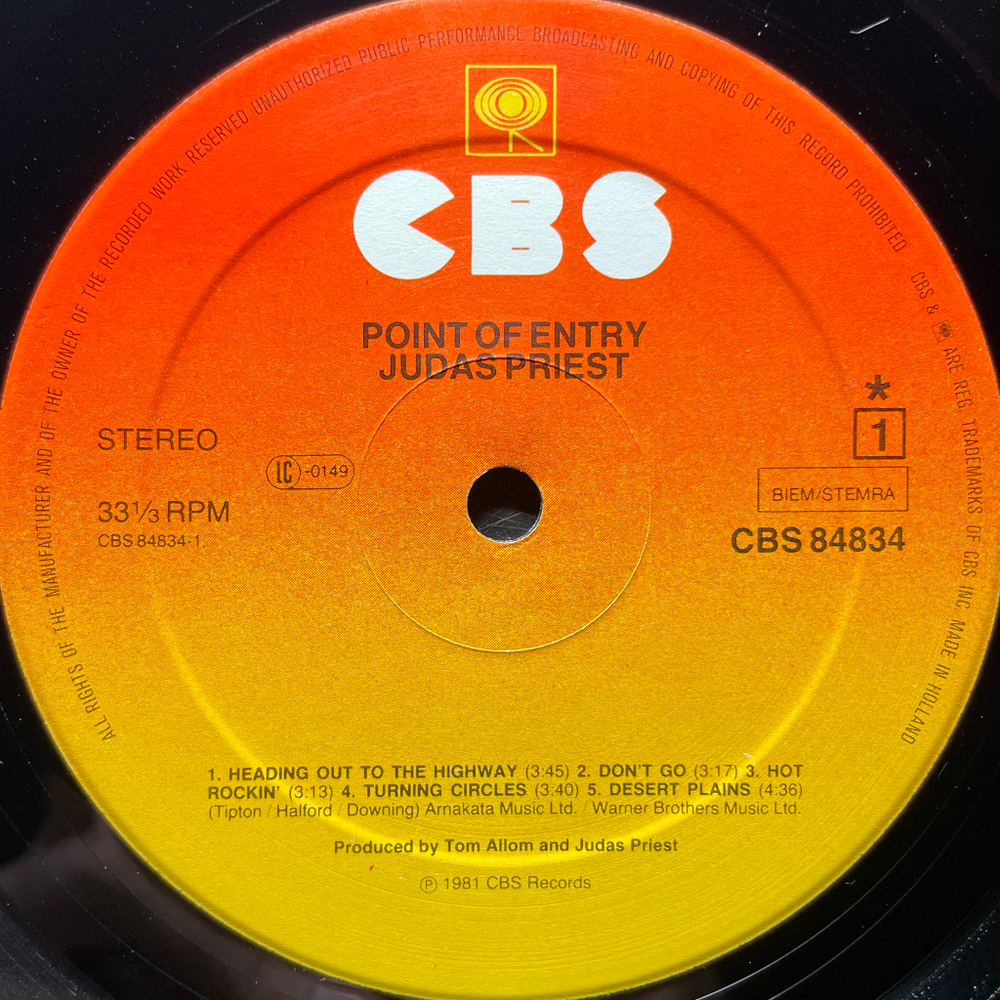 ALL RIGHTS OF THE MANUFACTURER AND OF THE OWNER OF THE RECORDED WORK RESERVED UNAUTHORIZED PUBLIC PERFORMANCE BROADCASTING AND COPYING OF THIS RECORD PROHIBITED CBS & ARE REG. TRADEMARKS OF CBS INC. MADE IN HOLLAND
CBS
POINT OF ENTRY
JUDAS PRIEST
*
STEREO
1
LC-0149
BIEM/STEMRA
33⅓ RPM
CBS 84834
CBS 84834-1.
1. HEADING OUT TO THE HIGHWAY (3:45) 2. DON'T GO (3:17) 3. HOT
ROCKIN' (3:13) 4. TURNING CIRCLES (3:40) 5. DESERT PLAINS (4:36)
(Tipton / Halford / Downing) Arnakata Music Ltd. / Warner Brothers Music Ltd.
Produced by Tom Allom and Judas Priest
Ⓟ 1981 CBS Records